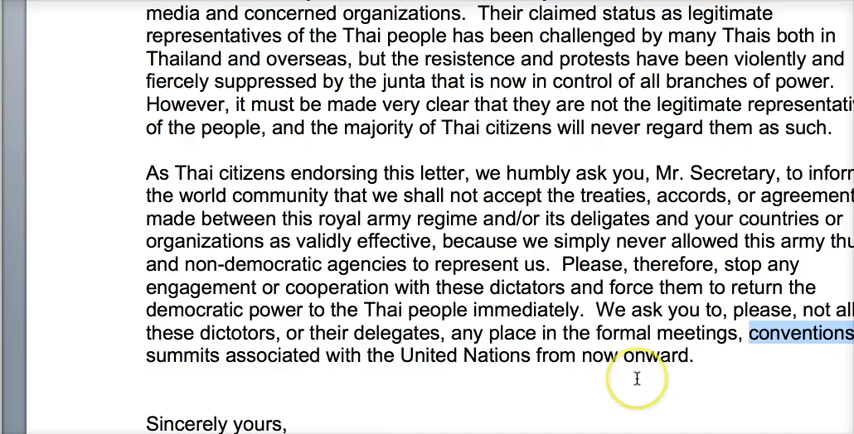 media and concerned organizations.  Their claimed status as legitimate
representatives of the Thai people has been challenged by many Thais both in
Thailand and overseas, but the resistance and protests have been violently and
fiercely suppressed by the junta that is now in control of all branches of power.
However, it must be made very clear that they are not the legitimate
of the people, and the majority of Thai citizens will never regard them as such.
As Thai citizens endorsing this letter, we humbly ask you, Mr. Secretary, to
the world community that we shall not accept the treaties, accords, or
made between this royal army regime and/or its deligates and your countries or
organizations as validly effective, because we simply never allowed this army
and non-democratic agencies to represent us.  Please, therefore, stop any
engagement or cooperation with these dictators and force them to return the
democratic power to the Thai people immediately.  We ask you to, please, not
these dictotors, or their delegates, any place in the formal meetings, conventions
summits associated with the United Nations from now onward.
Sincerely yours,